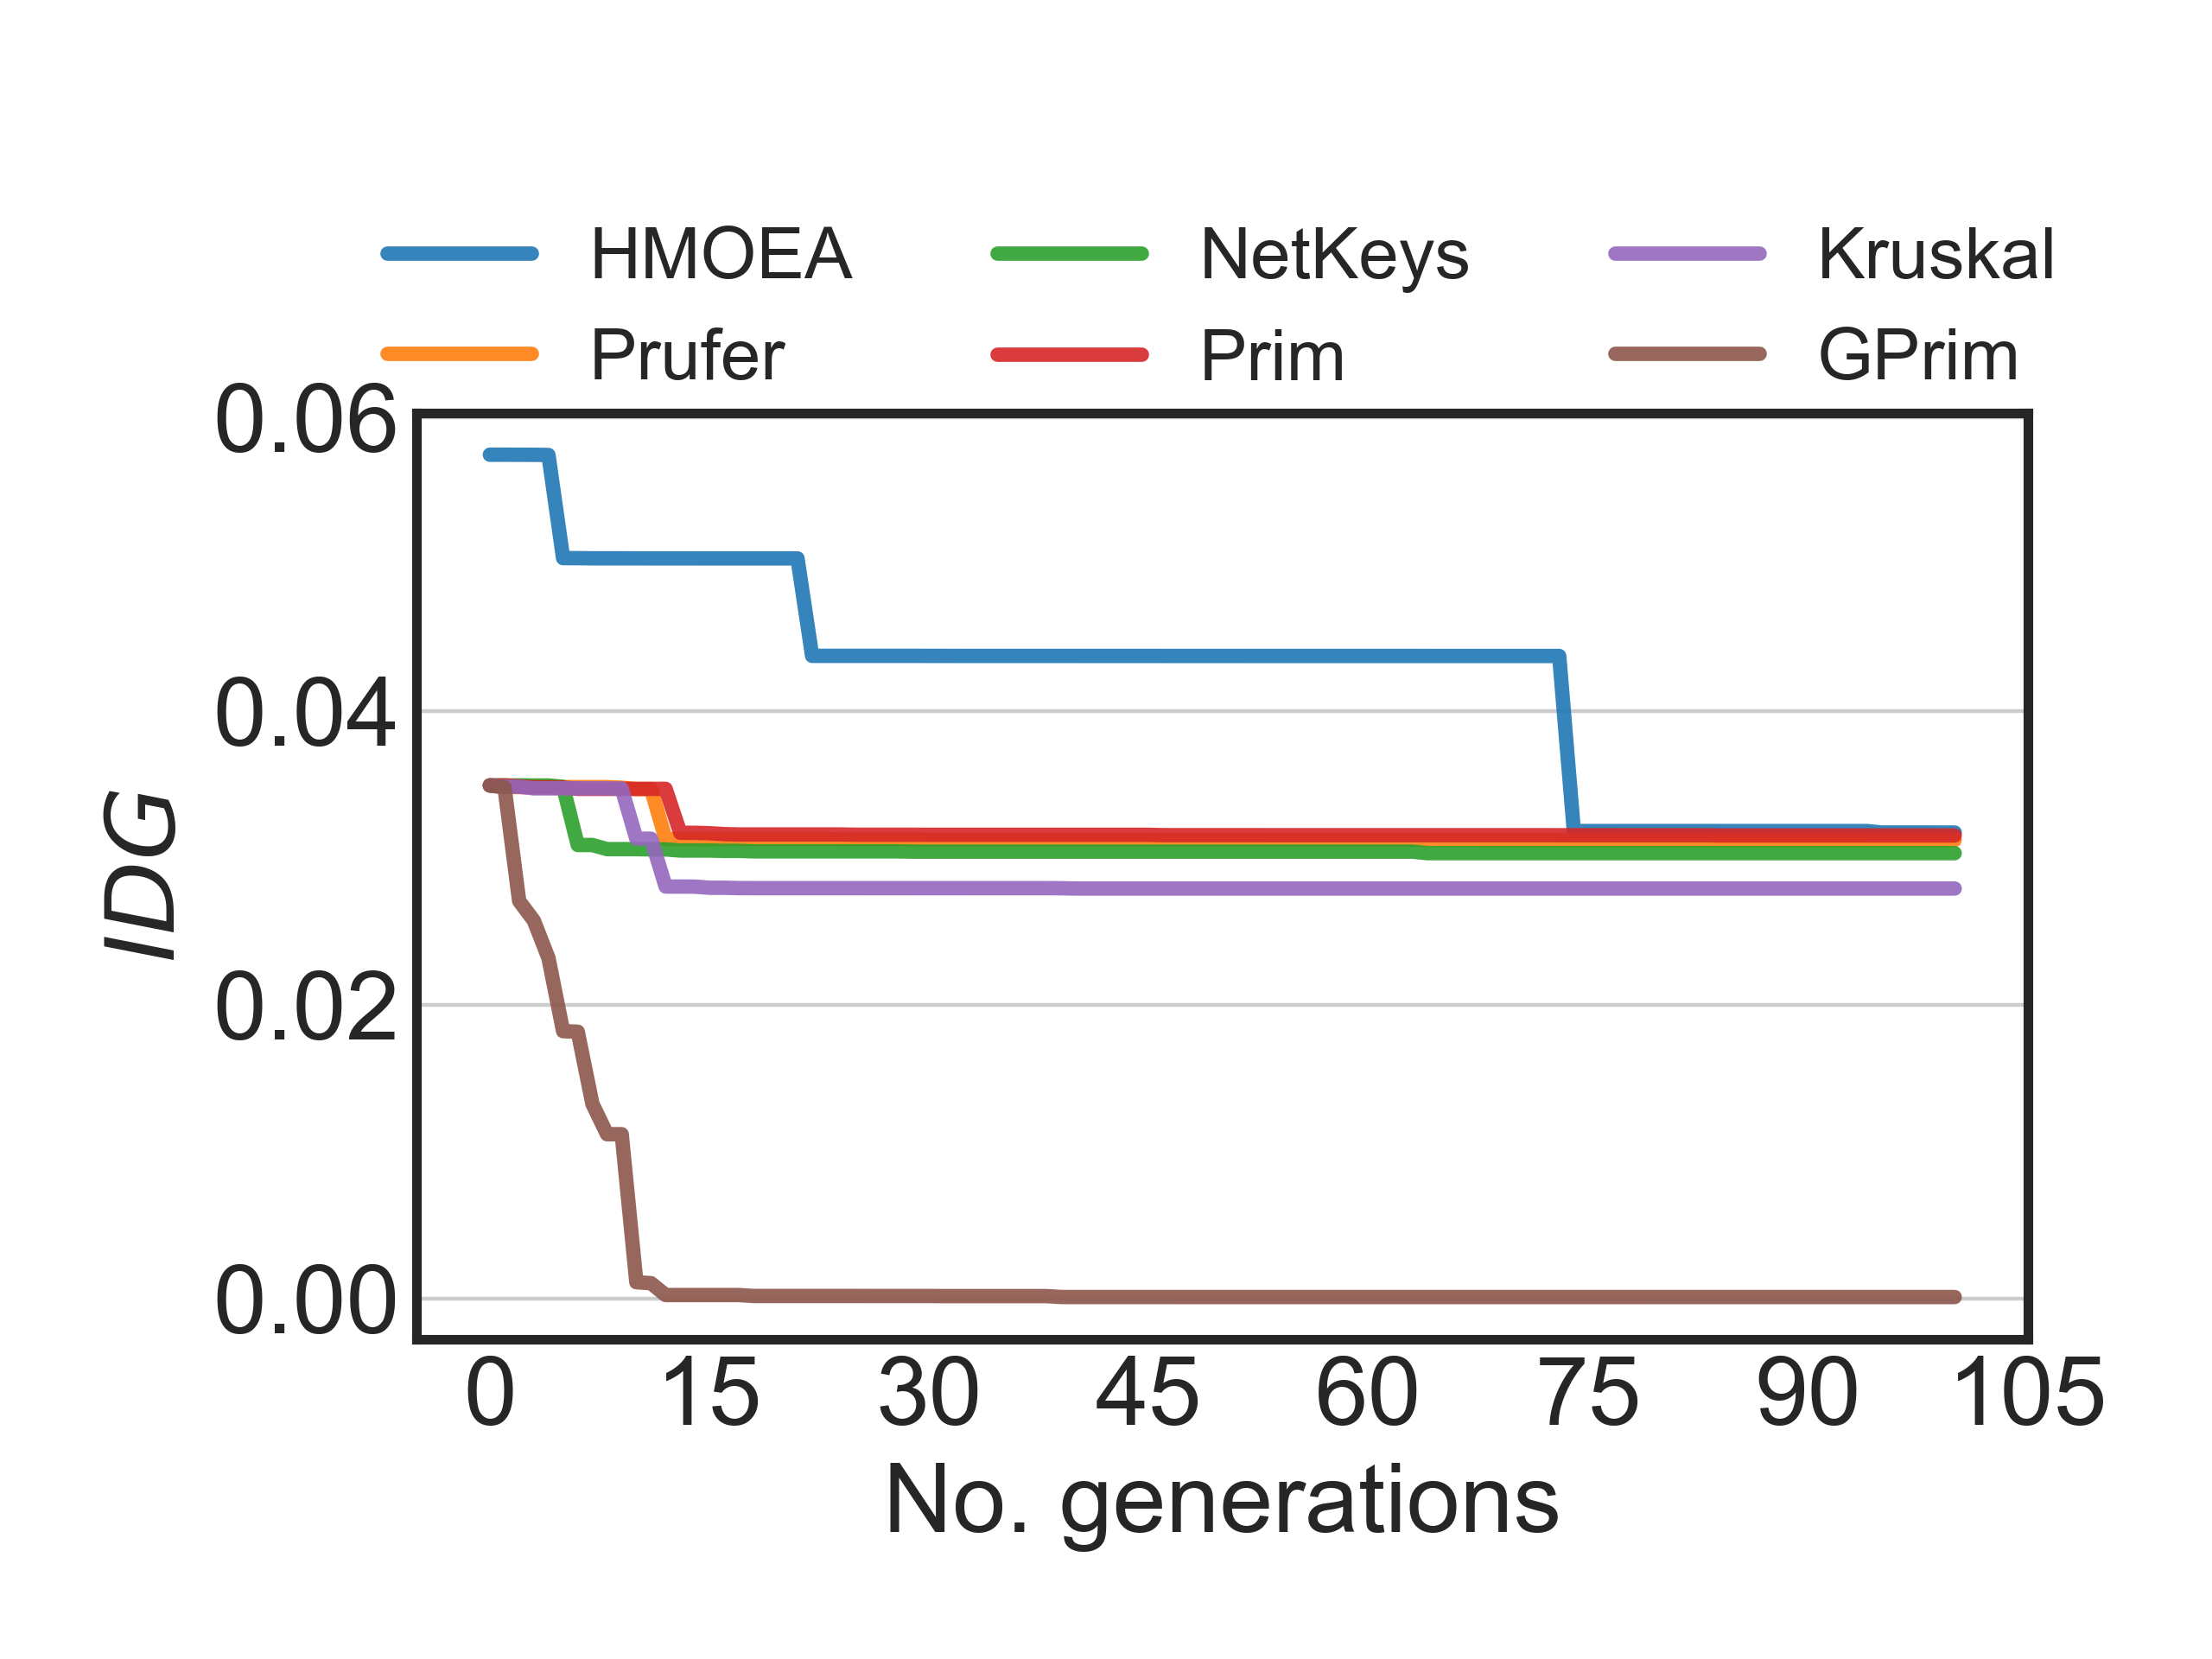 HMOEA NetKeys Kruskal
Prufer Prim GPrim
0.06
0.04
0.02
0.00
IDG
0 15 30 45 60 75 90 105
No. generations